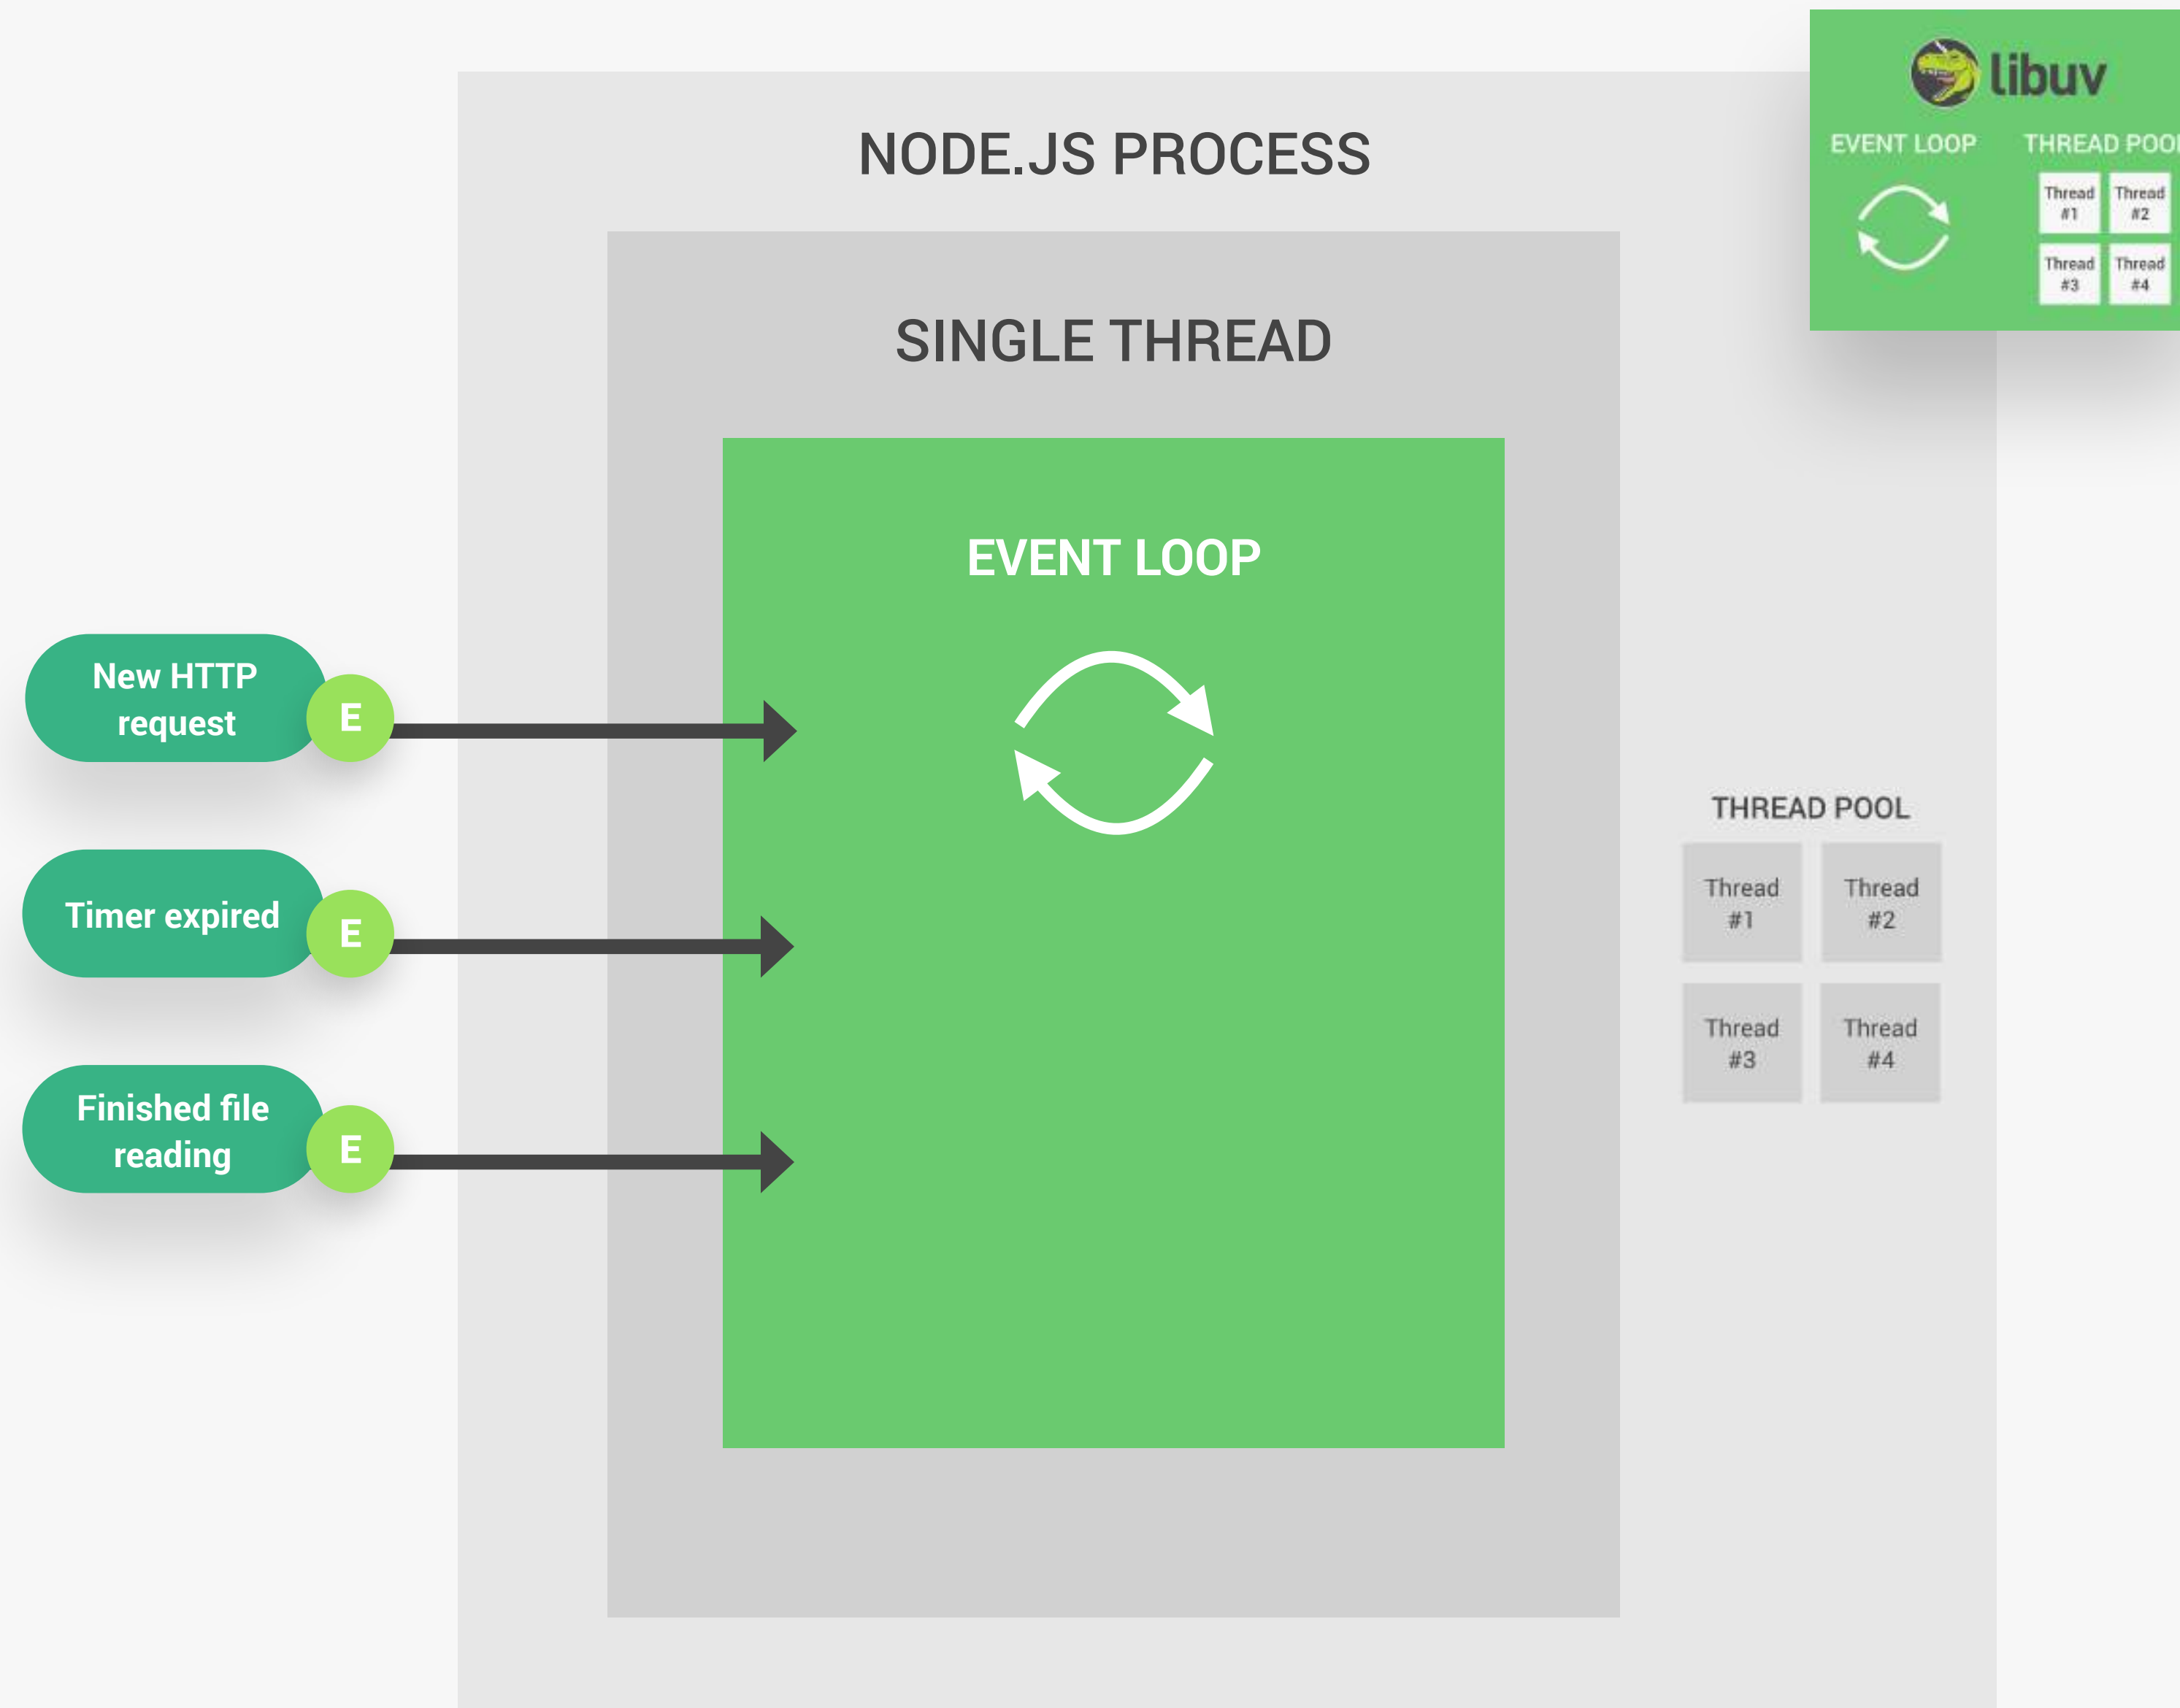 libuv
EVENT LOOP
THREAD POOL
Thread
#1
Thread
#2
Thread
#3
Thread
#4
NODE.JS PROCESS
SINGLE THREAD
EVENT LOOP
New HTTP
request
E
Timer expired
E
Finished file
reading
E
THREAD POOL
Thread
#1
Thread
#2
Thread
#3
Thread
#4